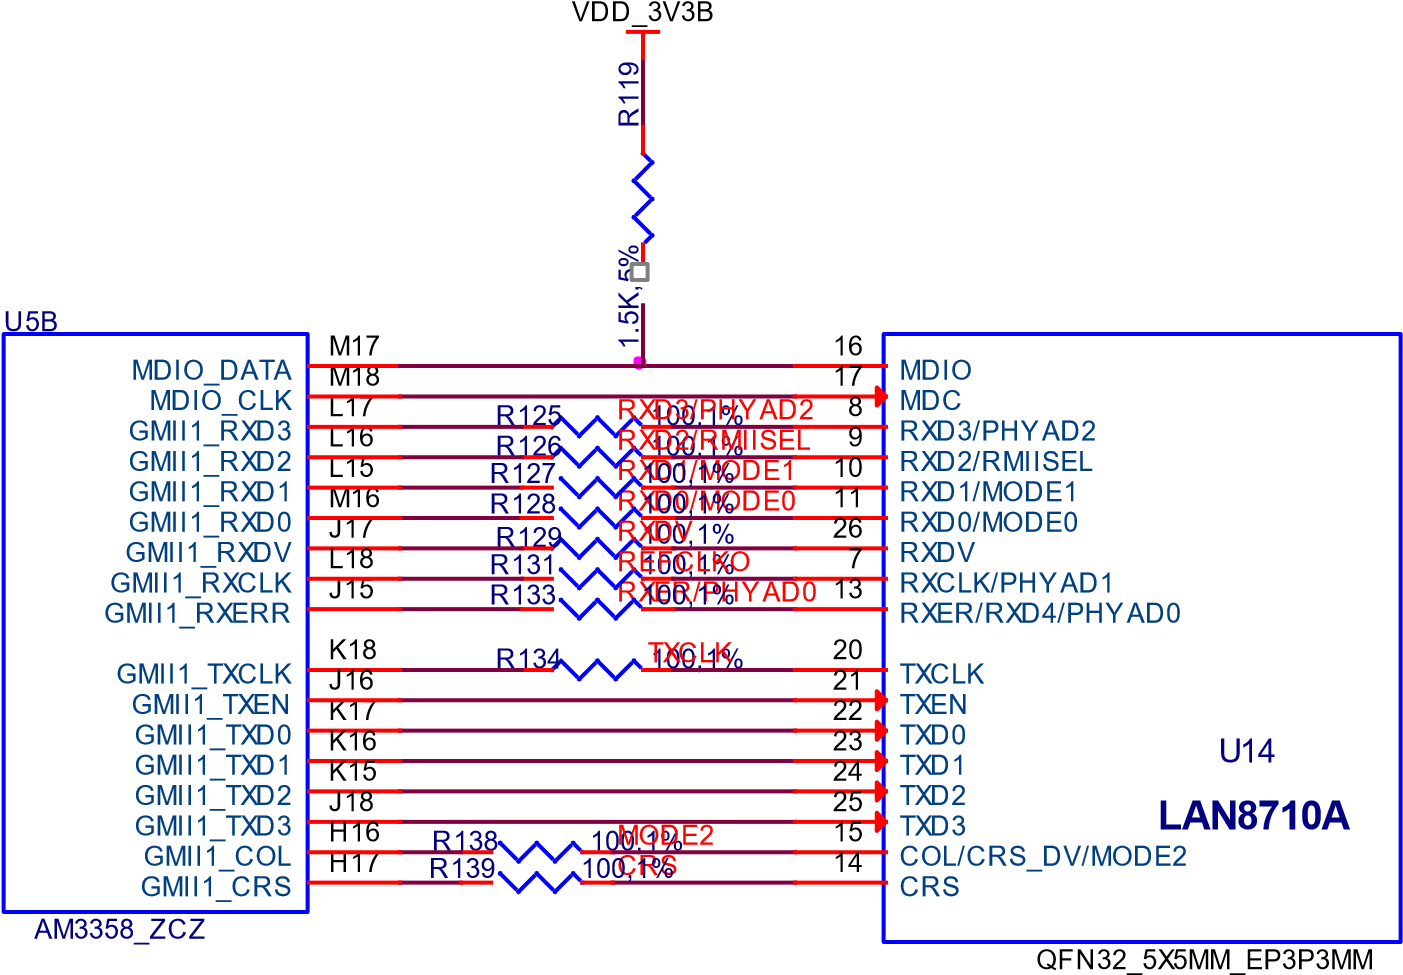 VDD_3V3B
R119
1.5K,5%
U5B
M17 16
MDIO_DATA MDIO
M18 17
MDIO_CLK MDC
L17 R125 100,1% RXD3/PHYAD2 8
GMII1_RXD3 RXD3/PHYAD2
L16 R126 100,1% RXD2/RMIISEL 9
GMII1_RXD2 RXD2/RMIISEL
L15 R127 100,1% RXD1/MODE1 10
GMII1_RXD1 RXD1/MODE1
M16 R128 100,1% RXD0/MODE0 11
GMII1_RXD0 RXD0/MODE0
J17 R129 100,1% RXDV 26
GMII1_RXDV RXDV
L18 R131 100,1% REFCLKO 7
GMII1_RXCLK RXCLK/PHYAD1
J15 R133 100,1% RXER/PHYAD0 13
GMII1_RXERR RXER/RXD4/PHYAD0
K18 R134 100,1% TXCLK 20
GMII1_TXCLK TXCLK
J16 21
GMII1_TXEN TXEN
K17 22
GMII1_TXD0 TXD0
K16 23
GMII1_TXD1 TXD1
K15 24
GMII1_TXD2 TXD2
J18 25
GMII1_TXD3 TXD3
H16 R138 100,1% MODE2 15
GMII1_COL COL/CRS_DV/MODE2
H17 R139 100,1% CRS 14
GMII1_CRS CRS
U14
LAN8710A
AM3358_ZCZ
QFN32_5X5MM_EP3P3MM